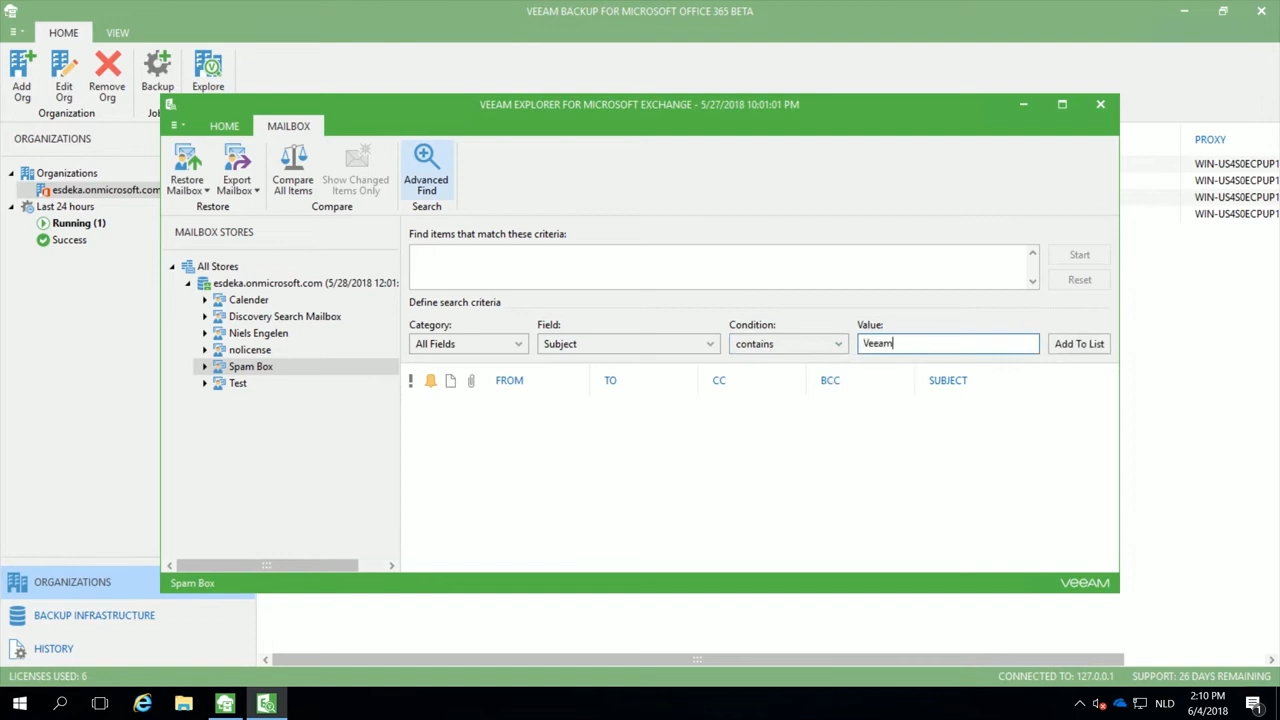 VEEAM BACKUP FOR MICROSOFT OFFICE 365 BETA
HOME VIEW
Add Org
Edit Org
Remove Org
Backup
Explore
Organization
Jo
ORGANIZATIONS
Organizations
esdeka.onmicrosoft.com
Last 24 hours
Running (1)
Success
VEEAM EXPLORER FOR MICROSOFT EXCHANGE - 5/27/2018 10:01:01 PM
HOME MAILBOX
Restore Mailbox
Export Mailbox
Compare All Items
Show Changed Items Only
Advanced Find
Restore Compare Search
MAILBOX STORES
All Stores
esdeka.onmicrosoft.com (5/28/2018 12:01:
Calender
Discovery Search Mailbox
Niels Engelen
nolicense
Spam Box
Test
Find items that match these criteria:
Start
Reset
Define search criteria
Category: Field: Condition: Value:
All Fields Subject contains Veeam Add To List
FROM TO CC BCC SUBJECT
Spam Box
veeam
PROXY
WIN-US4S0ECPUP1
WIN-US4S0ECPUP1
WIN-US4S0ECPUP1
WIN-US4S0ECPUP1
ORGANIZATIONS
BACKUP INFRASTRUCTURE
HISTORY
LICENSES USED: 6 CONNECTED TO: 127.0.0.1 SUPPORT: 26 DAYS REMAINING
NLD
2:10 PM
6/4/2018
1